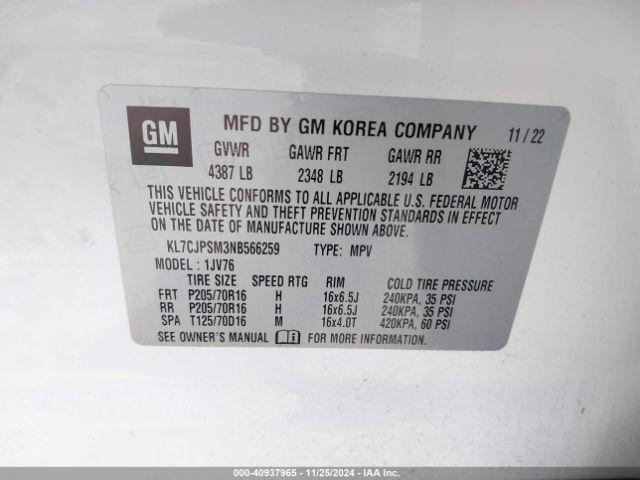 GM MFD BY GM KOREA COMPANY 11/22
GVWR GAWR FRT GAWR RR
4387 LB 2348 LB 2194 LB
THIS VEHICLE CONFORMS TO ALL APPLICABLE U.S. FEDERAL MOTOR
VEHICLE SAFETY AND THEFT PREVENTION STANDARDS IN EFFECT
ON THE DATE OF MANUFACTURE SHOWN ABOVE.
KL7CJPSM3NB566259 TYPE: MPV
MODEL: 1JV76
TIRE SIZE SPEED RTG RIM COLD TIRE PRESSURE
FRT P205/70R16 H 16x6.5J 240KPA, 35 PSI
RR P205/70R16 H 16x6.5J 240KPA, 35 PSI
SPA T125/70D16 M 16x4.0T 420KPA, 60 PSI
SEE OWNER'S MANUAL FOR MORE INFORMATION.
000-40937965 - 11/25/2024 - IAA